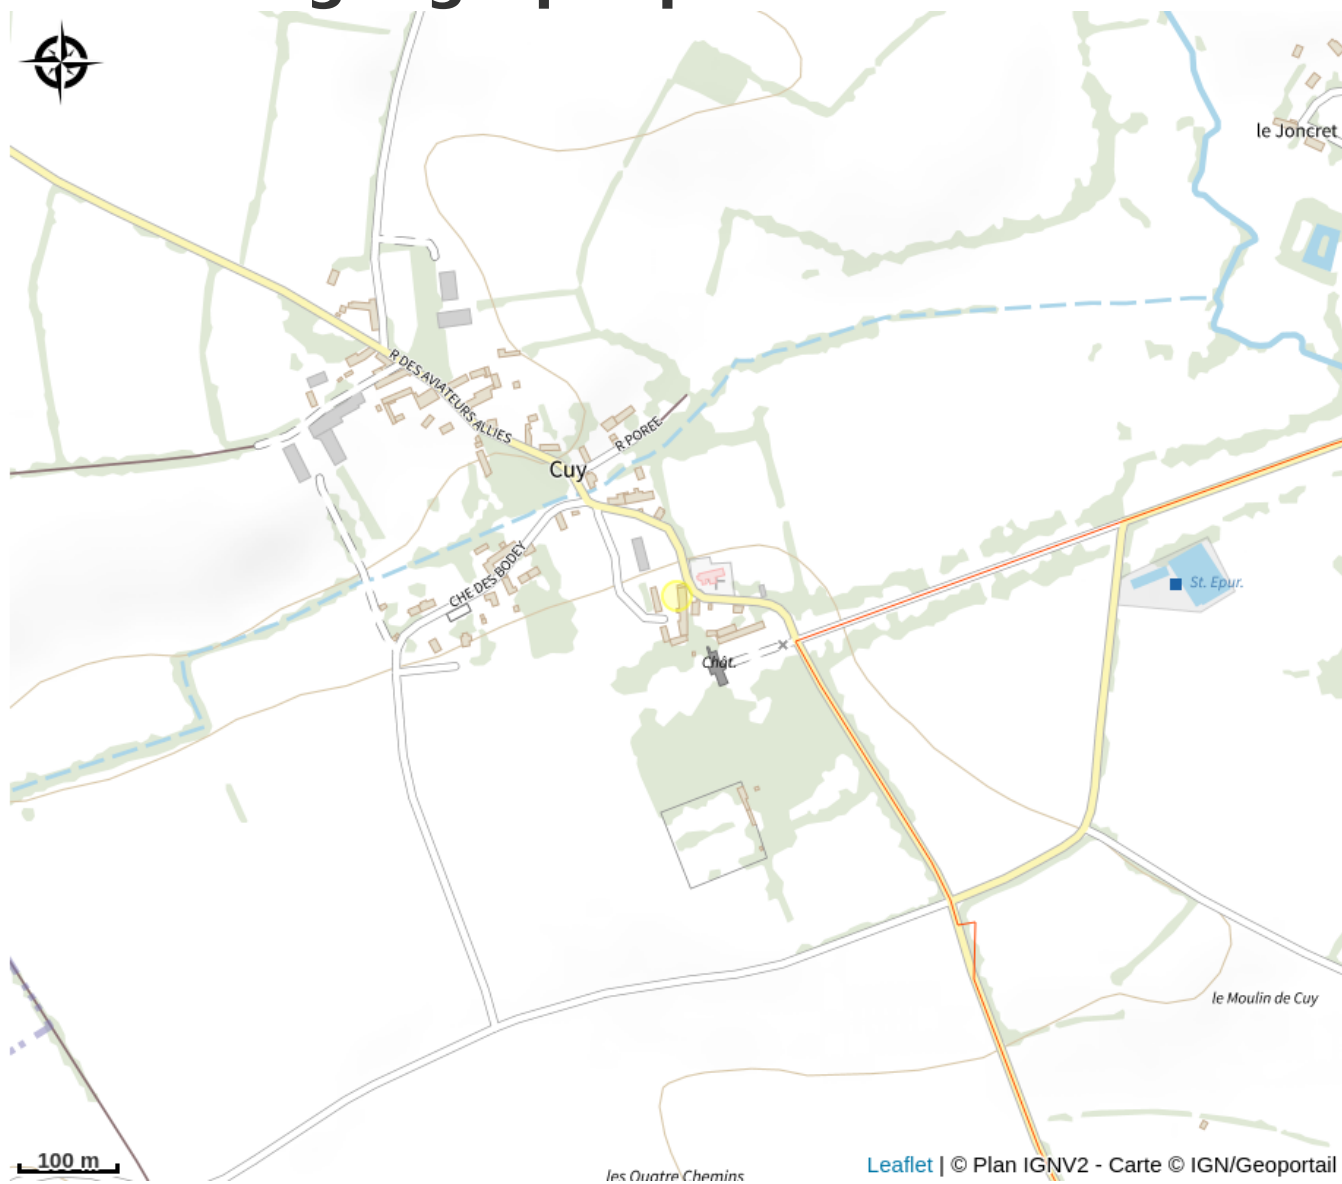 le Joncret
R DES AVIATEURS ALLIES
R POREE
Cuy
CHE DES BODEY
St. Epur.
Chât.
le Moulin de Cuy
100 m
les Quatre Chemins
Leaflet | © Plan IGNV2 - Carte © IGN/Geoportail